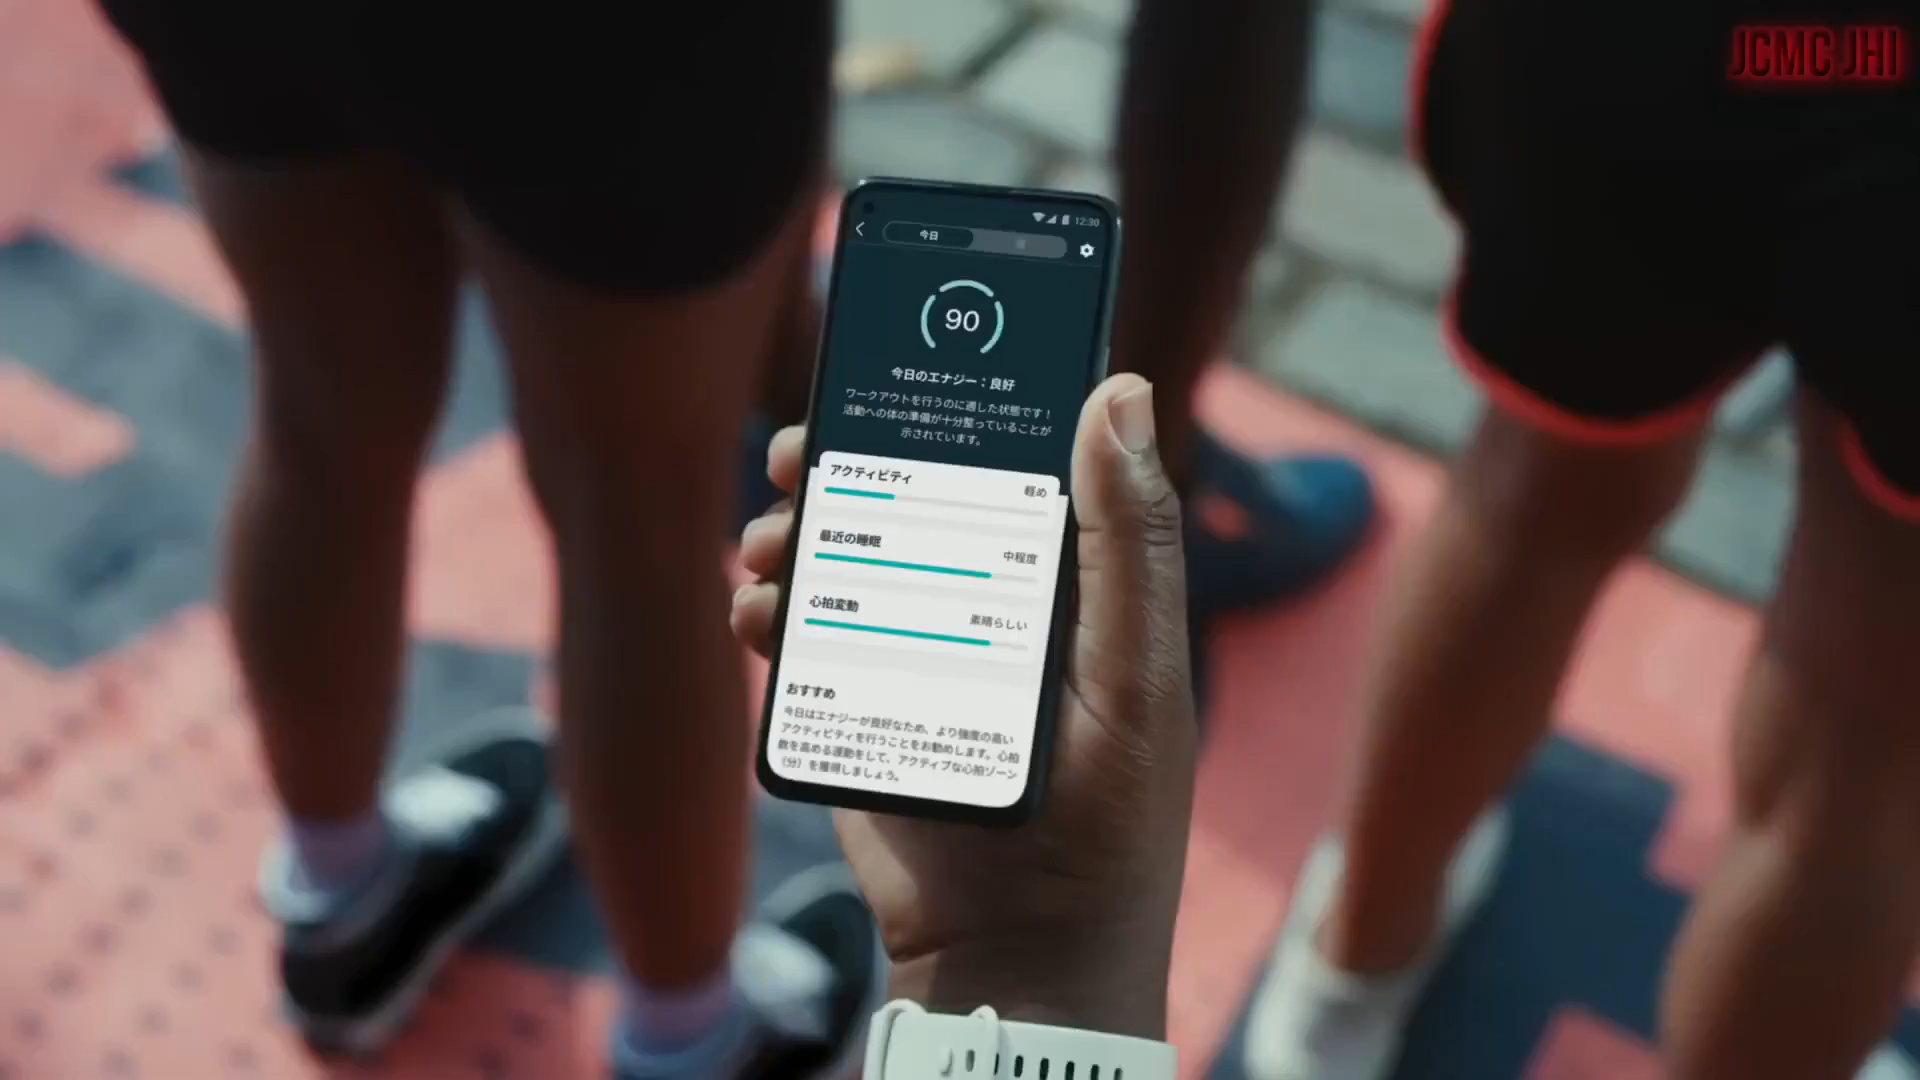 JCMC JHI
12:30
今日
90
今日のエナジー：良好
ワークアウトを行うのに適した状態です！
活動への体の準備が十分整っていることが
示されています。
アクティビティ
軽め
最近の睡眠
中程度
心拍変動
素晴らしい
おすすめ
今日はエナジーが良好なため、より強度の高い
アクティビティを行うことをお勧めします。心拍
数を高める運動をして、アクティブな心拍ゾーン
（分）を獲得しましょう。